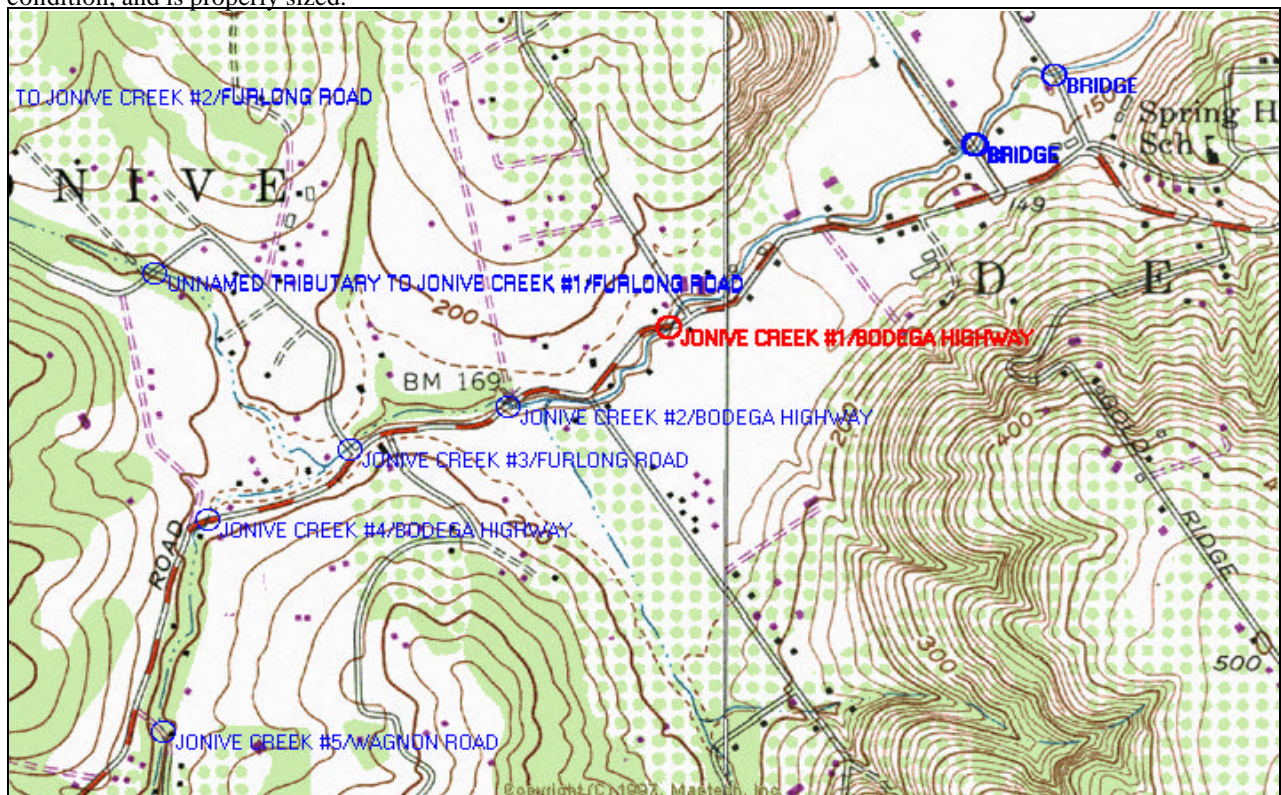 condition, and is properly sized.
TO JONIVE CREEK #2/FURLONG ROAD
BRIDGE
150
Spring H
Sch
BRIDGE
N I V E
149
UNNAMED TRIBUTARY TO JONIVE CREEK #1/FURLONG ROAD
D E
200
JONIVE CREEK #1/BODEGA HIGHWAY
BM 169
JONIVE CREEK #2/BODEGA HIGHWAY
200
400
GOLD
JONIVE CREEK #3/FURLONG ROAD
ROAD
JONIVE CREEK #4/BODEGA HIGHWAY
RIDGE
300
500
JONIVE CREEK #5/WAGNON ROAD
Copyright (C) 1997, Maptech, Inc.